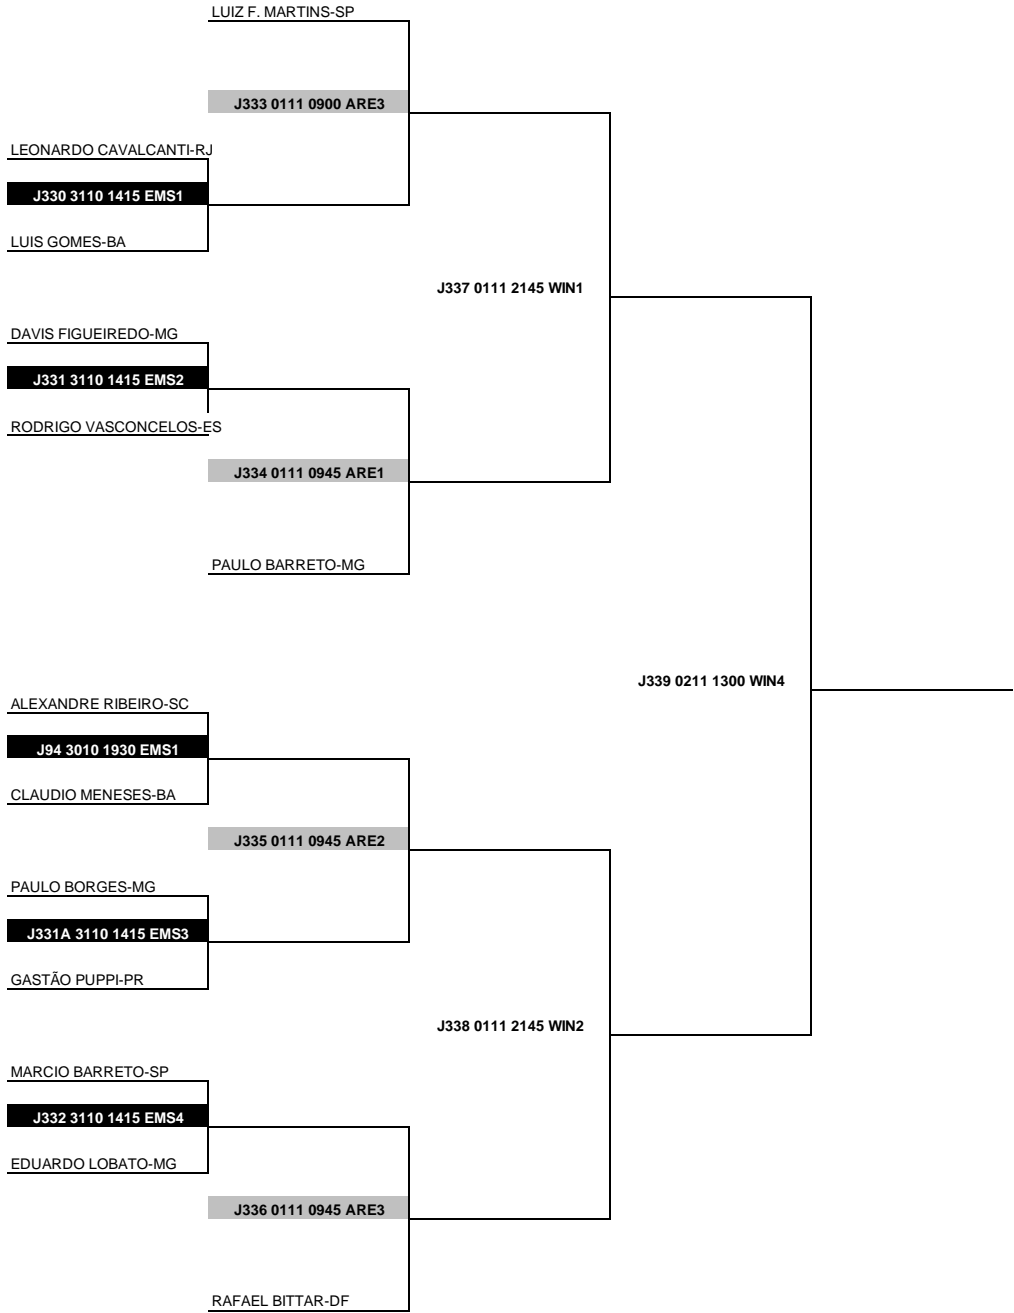 LUIZ F. MARTINS-SP
J333 0111 0900 ARE3
LEONARDO CAVALCANTI-RJ
J330 3110 1415 EMS1
LUIS GOMES-BA
J337 0111 2145 WIN1
DAVIS FIGUEIREDO-MG
J331 3110 1415 EMS2
RODRIGO VASCONCELOS-ES
J334 0111 0945 ARE1
PAULO BARRETO-MG
J339 0211 1300 WIN4
ALEXANDRE RIBEIRO-SC
J94 3010 1930 EMS1
CLAUDIO MENESES-BA
J335 0111 0945 ARE2
PAULO BORGES-MG
J331A 3110 1415 EMS3
GASTÃO PUPPI-PR
J338 0111 2145 WIN2
MARCIO BARRETO-SP
J332 3110 1415 EMS4
EDUARDO LOBATO-MG
J336 0111 0945 ARE3
RAFAEL BITTAR-DF